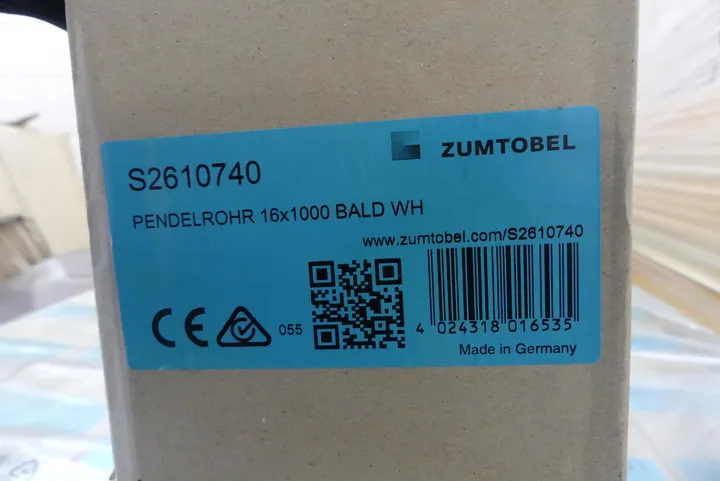 ZUMTOBEL
S2610740
PENDELROHR 16x1000 BALD WH
www.zumtobel.com/S2610740
CE 055
4 024318 016535
Made in Germany